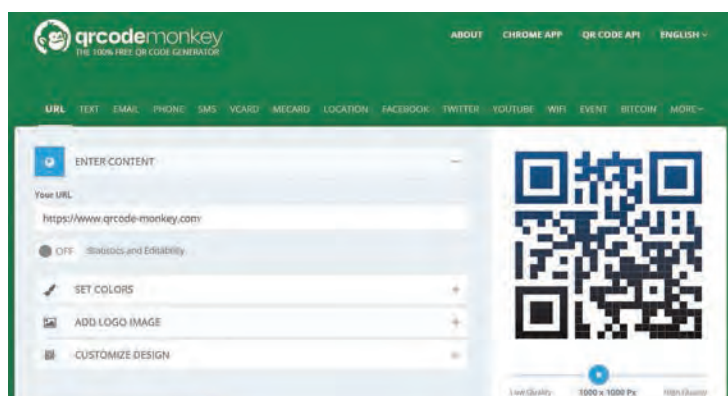 qrcodemonkey
THE 100% FREE QR CODE GENERATOR
ABOUT CHROME APP QR CODE API ENGLISH
URL TEXT EMAIL PHONE SMS VCARD MECARD LOCATION FACEBOOK TWITTER YOUTUBE WIFI EVENT BITCOIN MORE
ENTER CONTENT
Your URL
https://www.qrcode-monkey.com
OFF Statistics and Editability
SET COLORS
ADD LOGO IMAGE
CUSTOMIZE DESIGN
Low Quality 1000 x 1000 Px High Quality